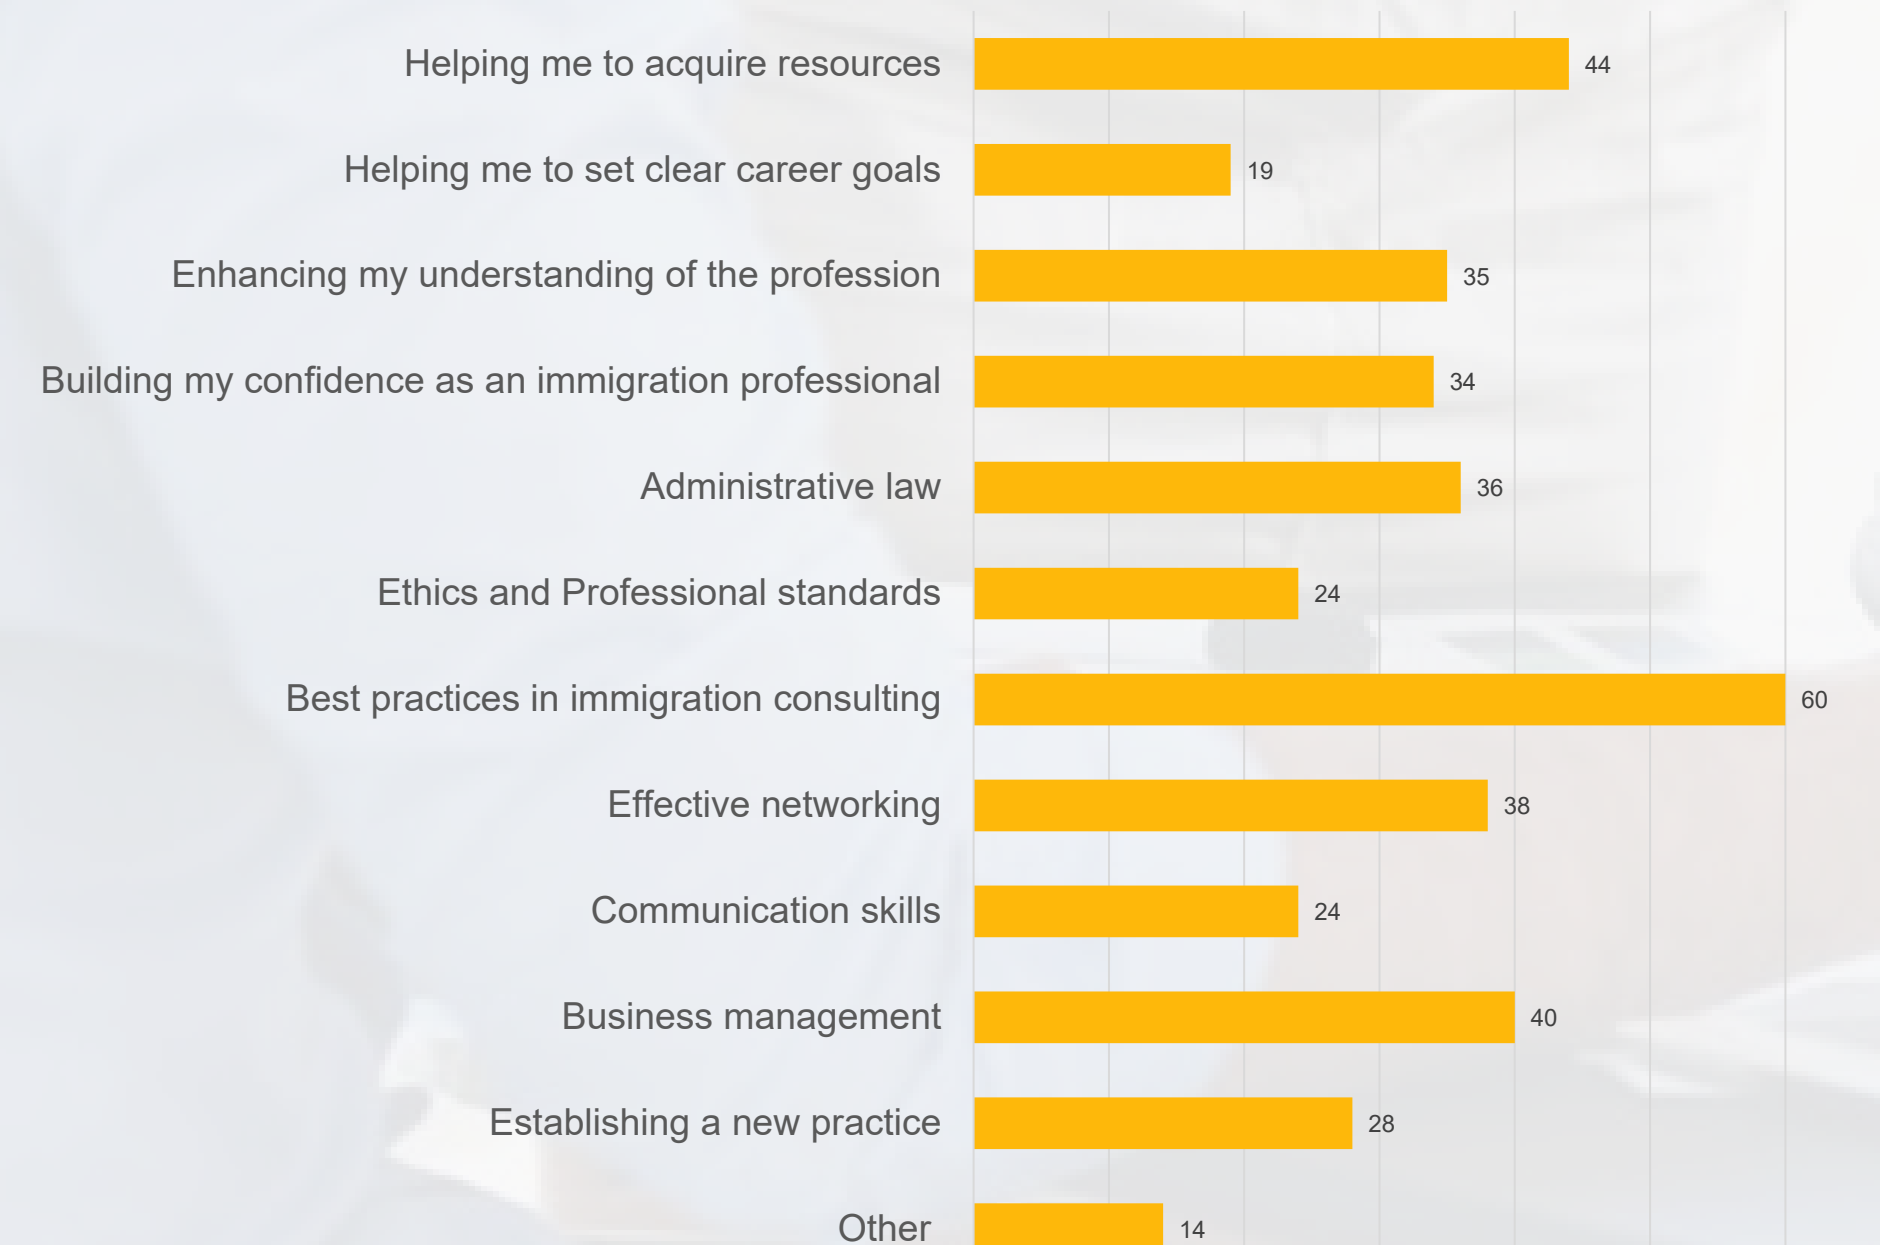 Helping me to acquire resources 44
Helping me to set clear career goals 19
Enhancing my understanding of the profession 35
Building my confidence as an immigration professional 34
Administrative law 36
Ethics and Professional standards 24
Best practices in immigration consulting 60
Effective networking 38
Communication skills 24
Business management 40
Establishing a new practice 28
Other 14